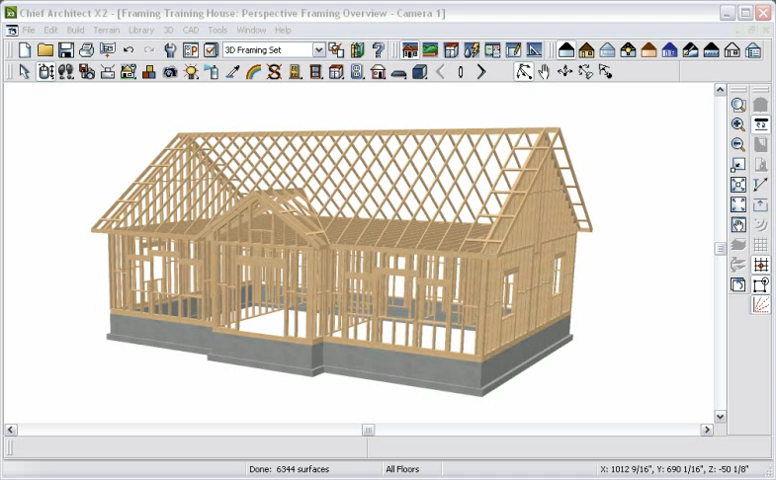 Chief Architect X2 - [Framing Training House: Perspective Framing Overview - Camera 1]
File Edit Build Terrain Library 3D CAD Tools Window Help
3D Framing Set
Done: 6344 surfaces All Floors X: 1012 9/16", Y: 690 1/16", Z: -50 1/8"